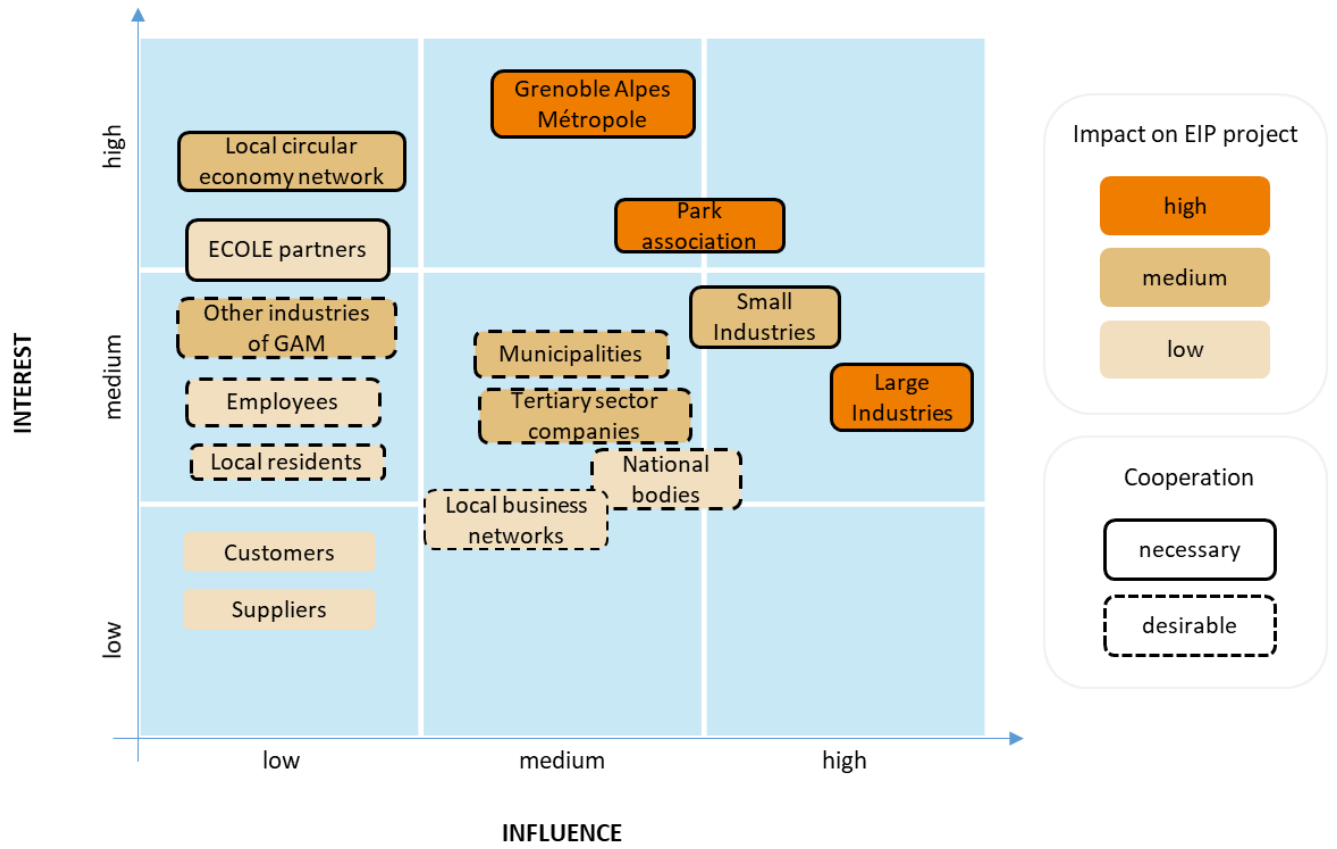 INTEREST
high
medium
low
Grenoble Alpes
Métropole
Local circular
economy network
Park
association
ECOLE partners
Small
Industries
Other industries
of GAM
Municipalities
Large
Industries
Employees
Tertiary sector
companies
Local residents
National
bodies
Local business
networks
Customers
Suppliers
low
medium
high
INFLUENCE
Impact on EIP project
high
medium
low
Cooperation
necessary
desirable